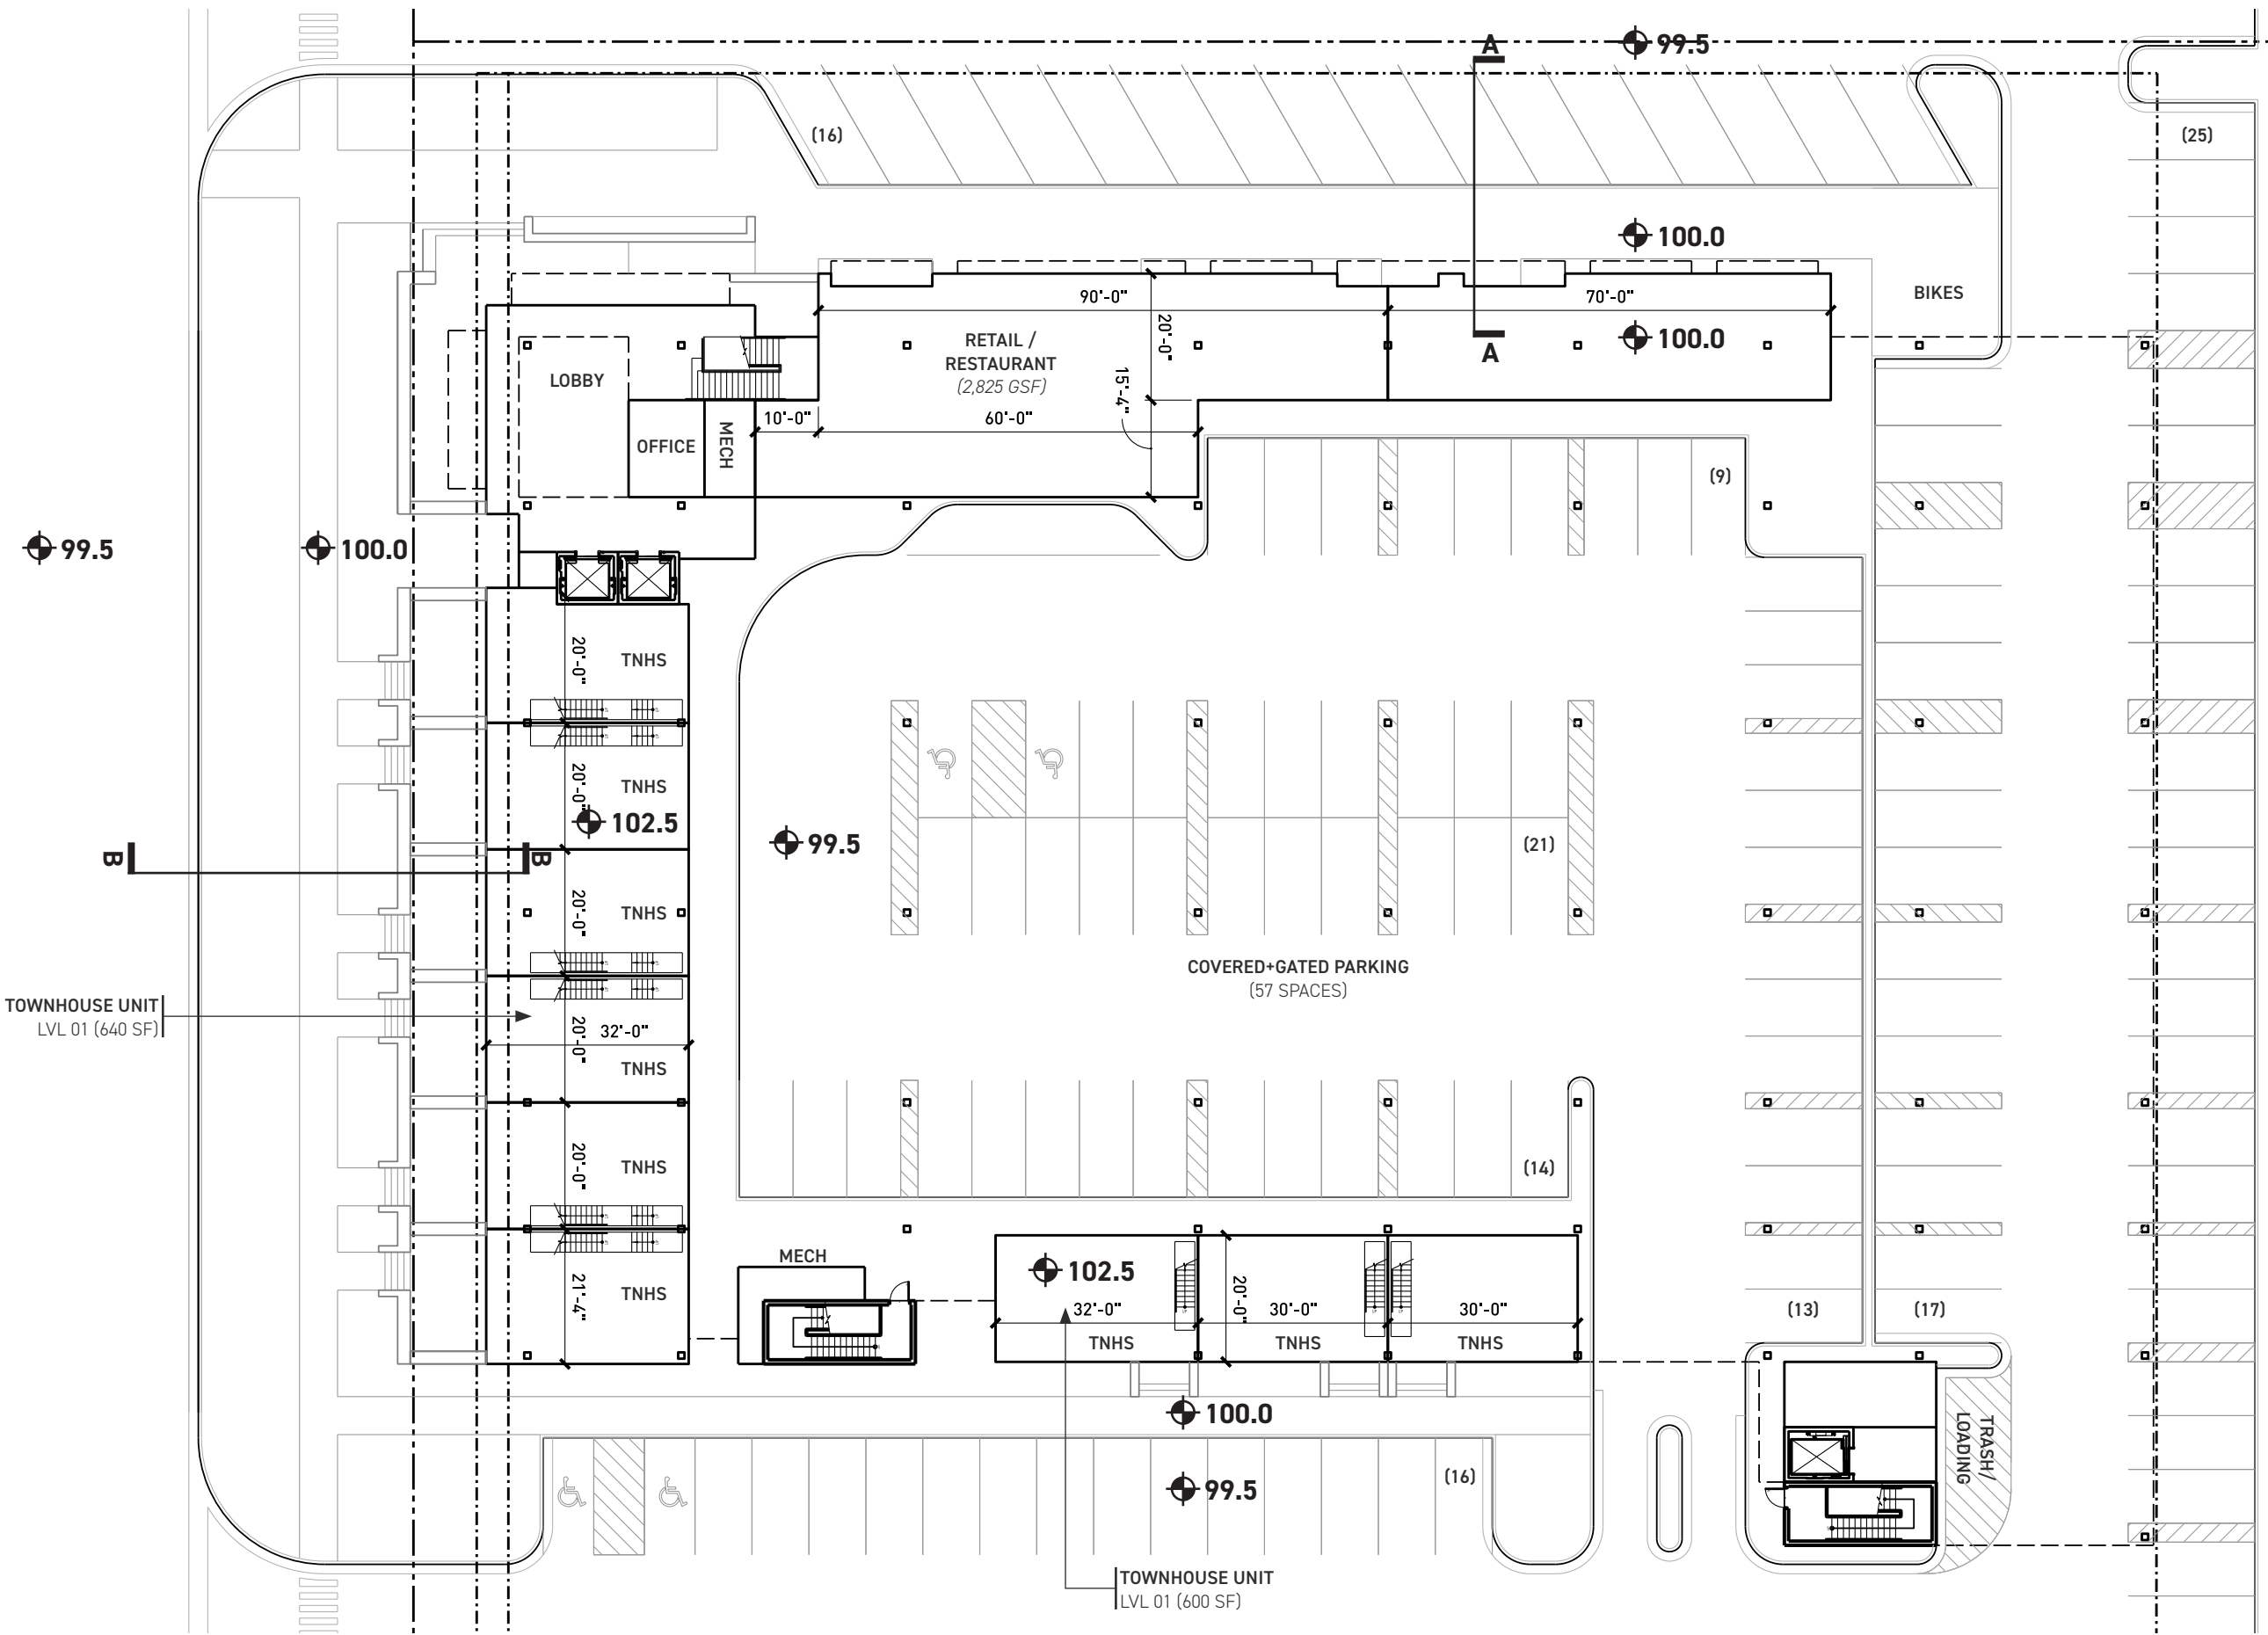 A
99.5
(16)
(25)
100.0
BIKES
90'-0"
70'-0"
20'-0"
RETAIL /
RESTAURANT
(2,825 GSF)
100.0
A
LOBBY
15'-4"
10'-0"
60'-0"
OFFICE
MECH
(9)
99.5
100.0
20'-0"
TNHS
20'-0"
TNHS
102.5
99.5
(21)
B
B
20'-0"
TNHS
COVERED+GATED PARKING
(57 SPACES)
TOWNHOUSE UNIT
LVL 01 (640 SF)
20'-0"
32'-0"
TNHS
20'-0"
TNHS
(14)
MECH
102.5
21'-4"
TNHS
32'-0"
20'-0"
30'-0"
30'-0"
(13)
(17)
TNHS
TNHS
TNHS
100.0
TRASH/
LOADING
99.5
(16)
TOWNHOUSE UNIT
LVL 01 (600 SF)